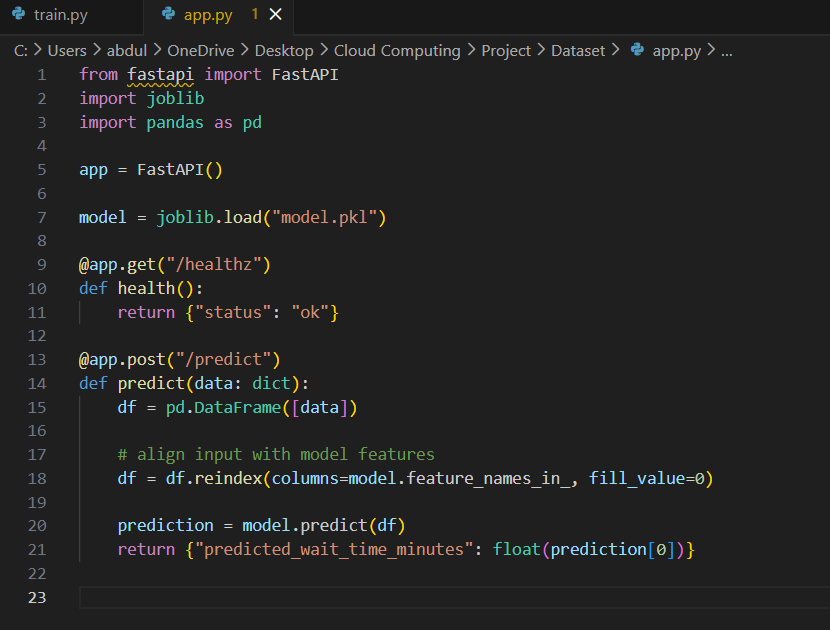 train.py
app.py 1
C: > Users > abdul > OneDrive > Desktop > Cloud Computing > Project > Dataset > app.py > ...
1 from fastapi import FastAPI
2 import joblib
3 import pandas as pd
4
5 app = FastAPI()
6
7 model = joblib.load("model.pkl")
8
9 @app.get("/healthz")
10 def health():
11     return {"status": "ok"}
12
13 @app.post("/predict")
14 def predict(data: dict):
15     df = pd.DataFrame([data])
16
17     # align input with model features
18     df = df.reindex(columns=model.feature_names_in_, fill_value=0)
19
20     prediction = model.predict(df)
21     return {"predicted_wait_time_minutes": float(prediction[0])}
22
23